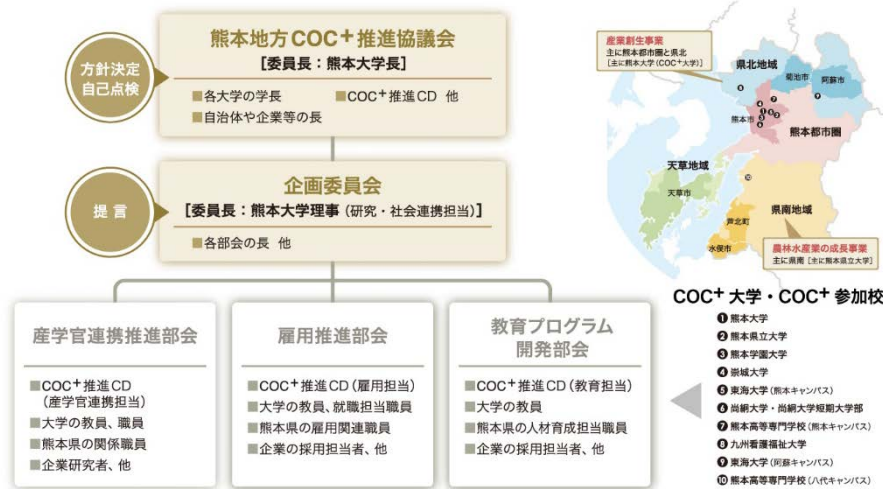 熊本地方COC+推進協議会
[委員長：熊本大学長]
■各大学の学長 ■COC+推進CD 他
■自治体や企業等の長
方針決定
自己点検
企画委員会
[委員長：熊本大学理事（研究・社会連携担当）]
■各部会の長 他
提言
産学官連携推進部会
■COC+推進CD
(産学官連携担当)
■大学の教員、職員
■熊本県の関係職員
■企業研究者、他
雇用推進部会
■COC+推進CD（雇用担当）
■大学の教員、就職担当職員
■熊本県の雇用関連職員
■企業の採用担当者、他
教育プログラム
開発部会
■COC+推進CD（教育担当）
■大学の教員
■熊本県の人材育成担当職員
■企業の採用担当者、他
産業創生事業
主に熊本都市圏と県北
[主に熊本大学（COC+大学）]
県北地域
菊池市
阿蘇市
熊本市
熊本都市圏
天草地域
天草市
県南地域
芦北町
水俣市
農林水産業の成長事業
主に県南 [主に熊本県立大学]
COC+大学・COC+参加校
❶ 熊本大学
❷ 熊本県立大学
❸ 熊本学園大学
❹ 崇城大学
❺ 東海大学（熊本キャンパス）
❻ 尚絅大学・尚絅大学短期大学部
❼ 熊本高等専門学校（熊本キャンパス）
❽ 九州看護福祉大学
❾ 東海大学（阿蘇キャンパス）
❿ 熊本高等専門学校（八代キャンパス）